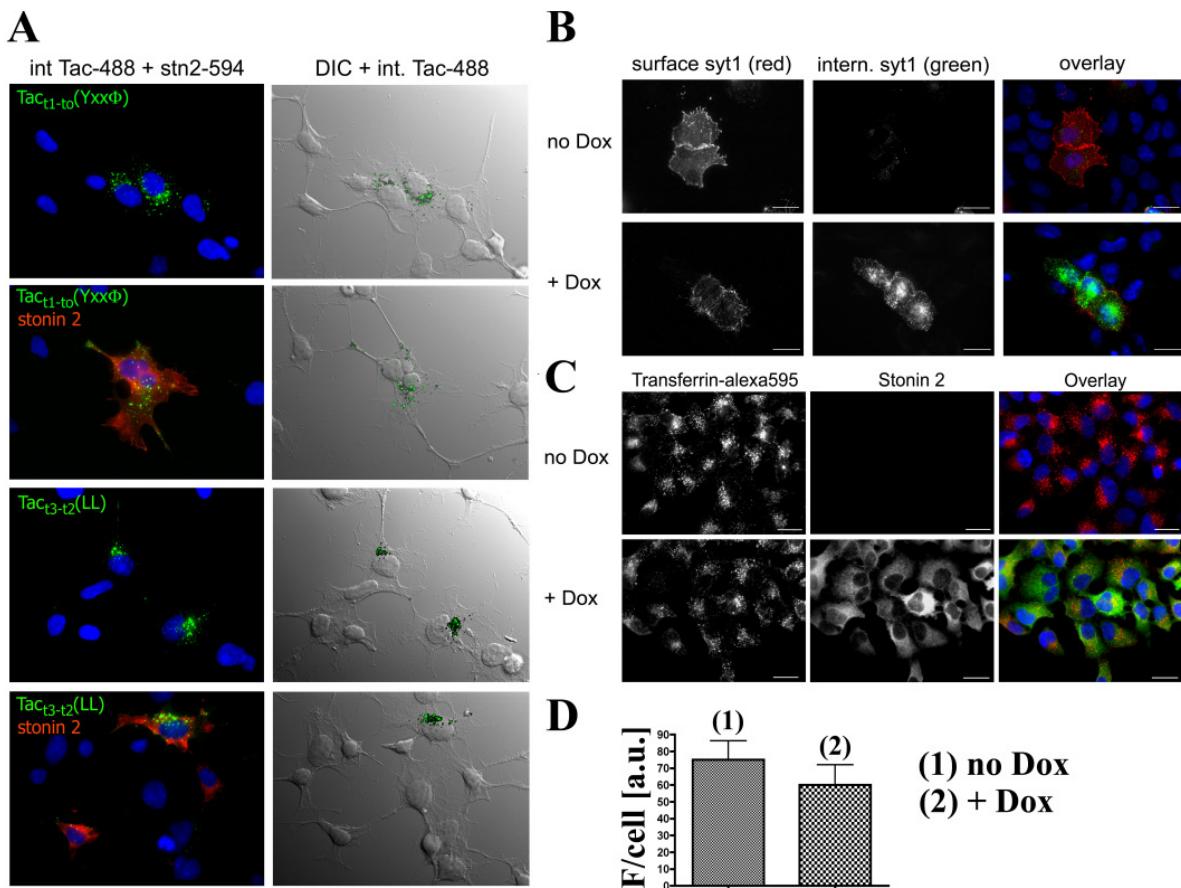 A
int Tac-488 + stn2-594
DIC + int. Tac-488
Tact1-to(YxxΦ)
Tact1-to(YxxΦ)
stonin 2
Tact3-t2(LL)
Tact3-t2(LL)
stonin 2
B
surface syt1 (red)
intern. syt1 (green)
overlay
no Dox
+ Dox
C
Transferrin-alexa595
Stonin 2
Overlay
no Dox
+ Dox
D
F/cell [a.u.]
90
80
70
60
50
40
30
20
10
0
(1)
(2)
(1) no Dox
(2) + Dox